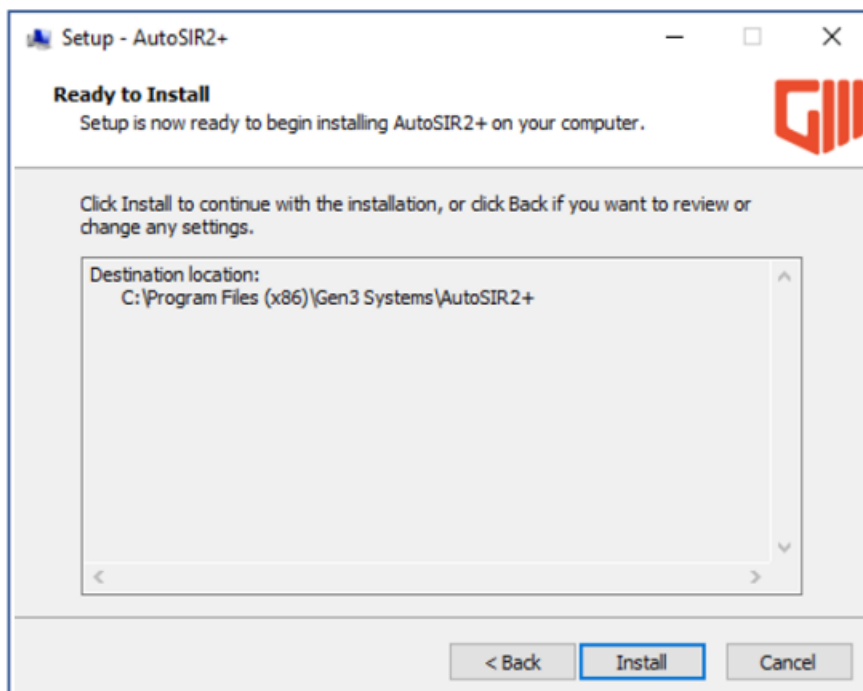 Setup - AutoSIR2+
Ready to Install
Setup is now ready to begin installing AutoSIR2+ on your computer.
Click Install to continue with the installation, or click Back if you want to review or
change any settings.
Destination location:
C:\Program Files (x86)\Gen3 Systems\AutoSIR2+
< Back
Install
Cancel